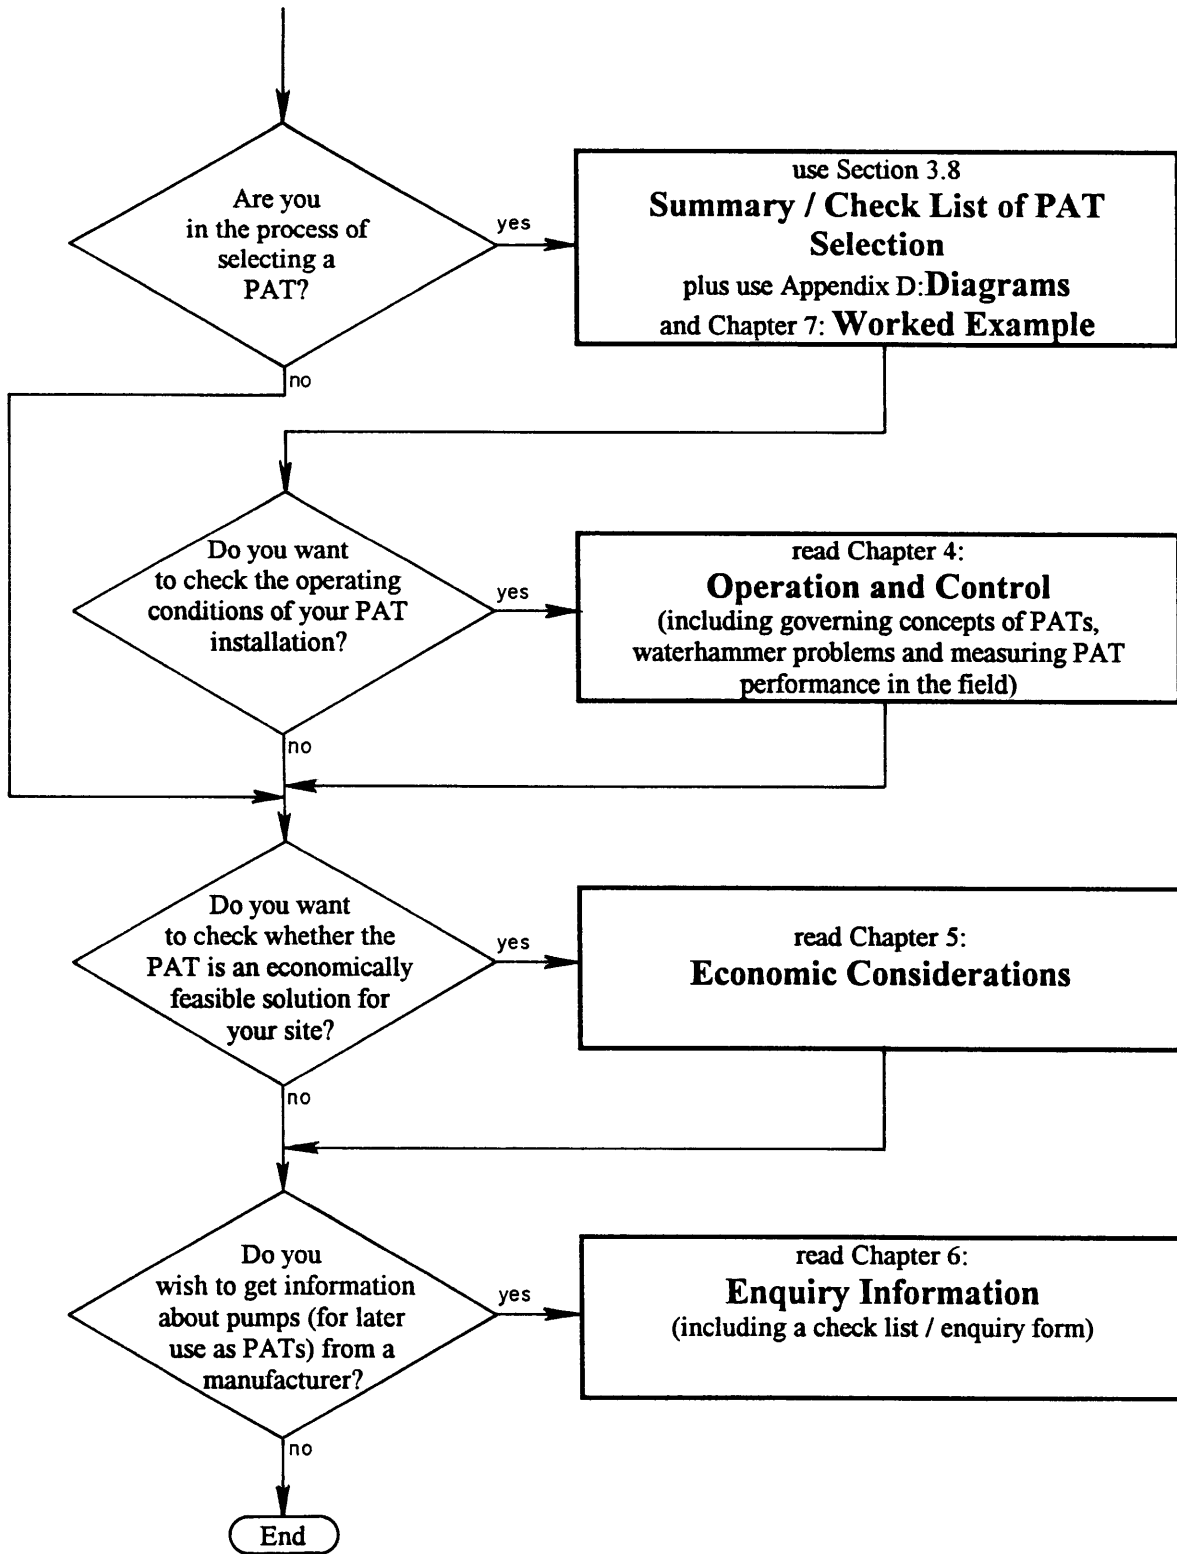 Are you
in the process of
selecting a
PAT?
yes
no
use Section 3.8
Summary / Check List of PAT
Selection
plus use Appendix D:Diagrams
and Chapter 7: Worked Example
Do you want
to check the operating
conditions of your PAT
installation?
yes
no
read Chapter 4:
Operation and Control
(including governing concepts of PATs,
waterhammer problems and measuring PAT
performance in the field)
Do you want
to check whether the
PAT is an economically
feasible solution for
your site?
yes
no
read Chapter 5:
Economic Considerations
Do you
wish to get information
about pumps (for later
use as PATs) from a
manufacturer?
yes
no
read Chapter 6:
Enquiry Information
(including a check list / enquiry form)
End